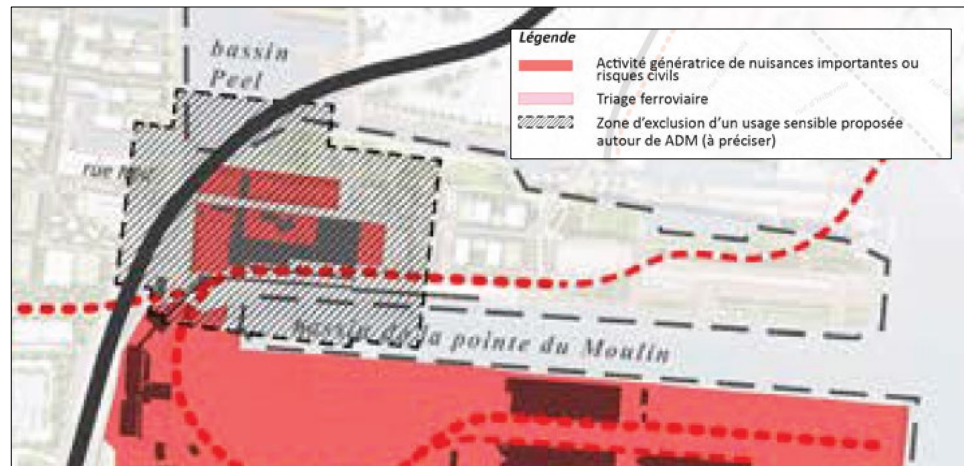 bassin
Peel
rue
Légende
Activité génératrice de nuisances importantes ou
risques civils
Triage ferroviaire
Zone d'exclusion d'un usage sensible proposée
autour de ADM (à préciser)
bassin de la pointe du Moulin